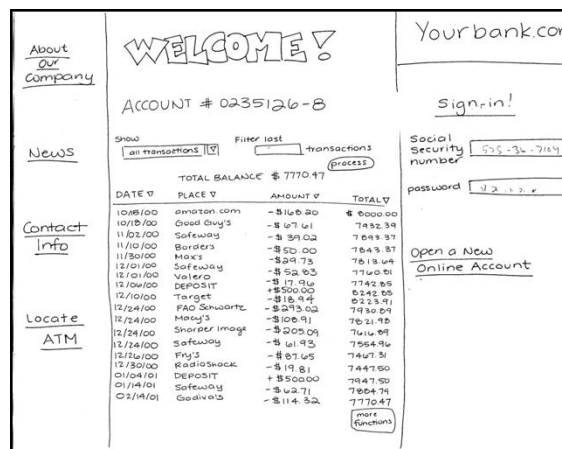 About
our
Company
News
Contact
Info
Locate
ATM
WELCOME!
ACCOUNT # 0235126-8
Show
all transactions
Filter last
transactions
process
TOTAL BALANCE $ 7770.47
DATE PLACE AMOUNT TOTAL
10/18/00 amazon.com -$168.20 $ 8000.00
10/18/00 Good Guy's -$67.61 7932.39
11/02/00 Safeway -$39.02 7893.37
11/10/00 Borders -$50.00 7843.37
11/30/00 Max's -$29.73 7813.64
12/01/00 Safeway -$52.83 7760.81
12/01/00 Valero -$17.96 7742.85
12/06/00 DEPOSIT +$500.00 8242.85
12/10/00 Target -$18.94 8223.91
12/24/00 FAO Schwartz -$293.02 7930.89
12/24/00 Macy's -$108.91 7821.98
12/24/00 Sharper Image -$205.09 7616.89
12/24/00 Safeway -$61.93 7554.96
12/26/00 Fry's -$87.65 7467.31
12/30/00 RadioShack -$19.81 7447.50
01/04/01 DEPOSIT +$500.00 7947.50
01/14/01 Safeway -$62.71 7884.79
02/14/01 Godiva's -$114.32 7770.47
more
functions
Yourbank.com
Sign-in!
Social
Security
number
password
Open a New
Online Account